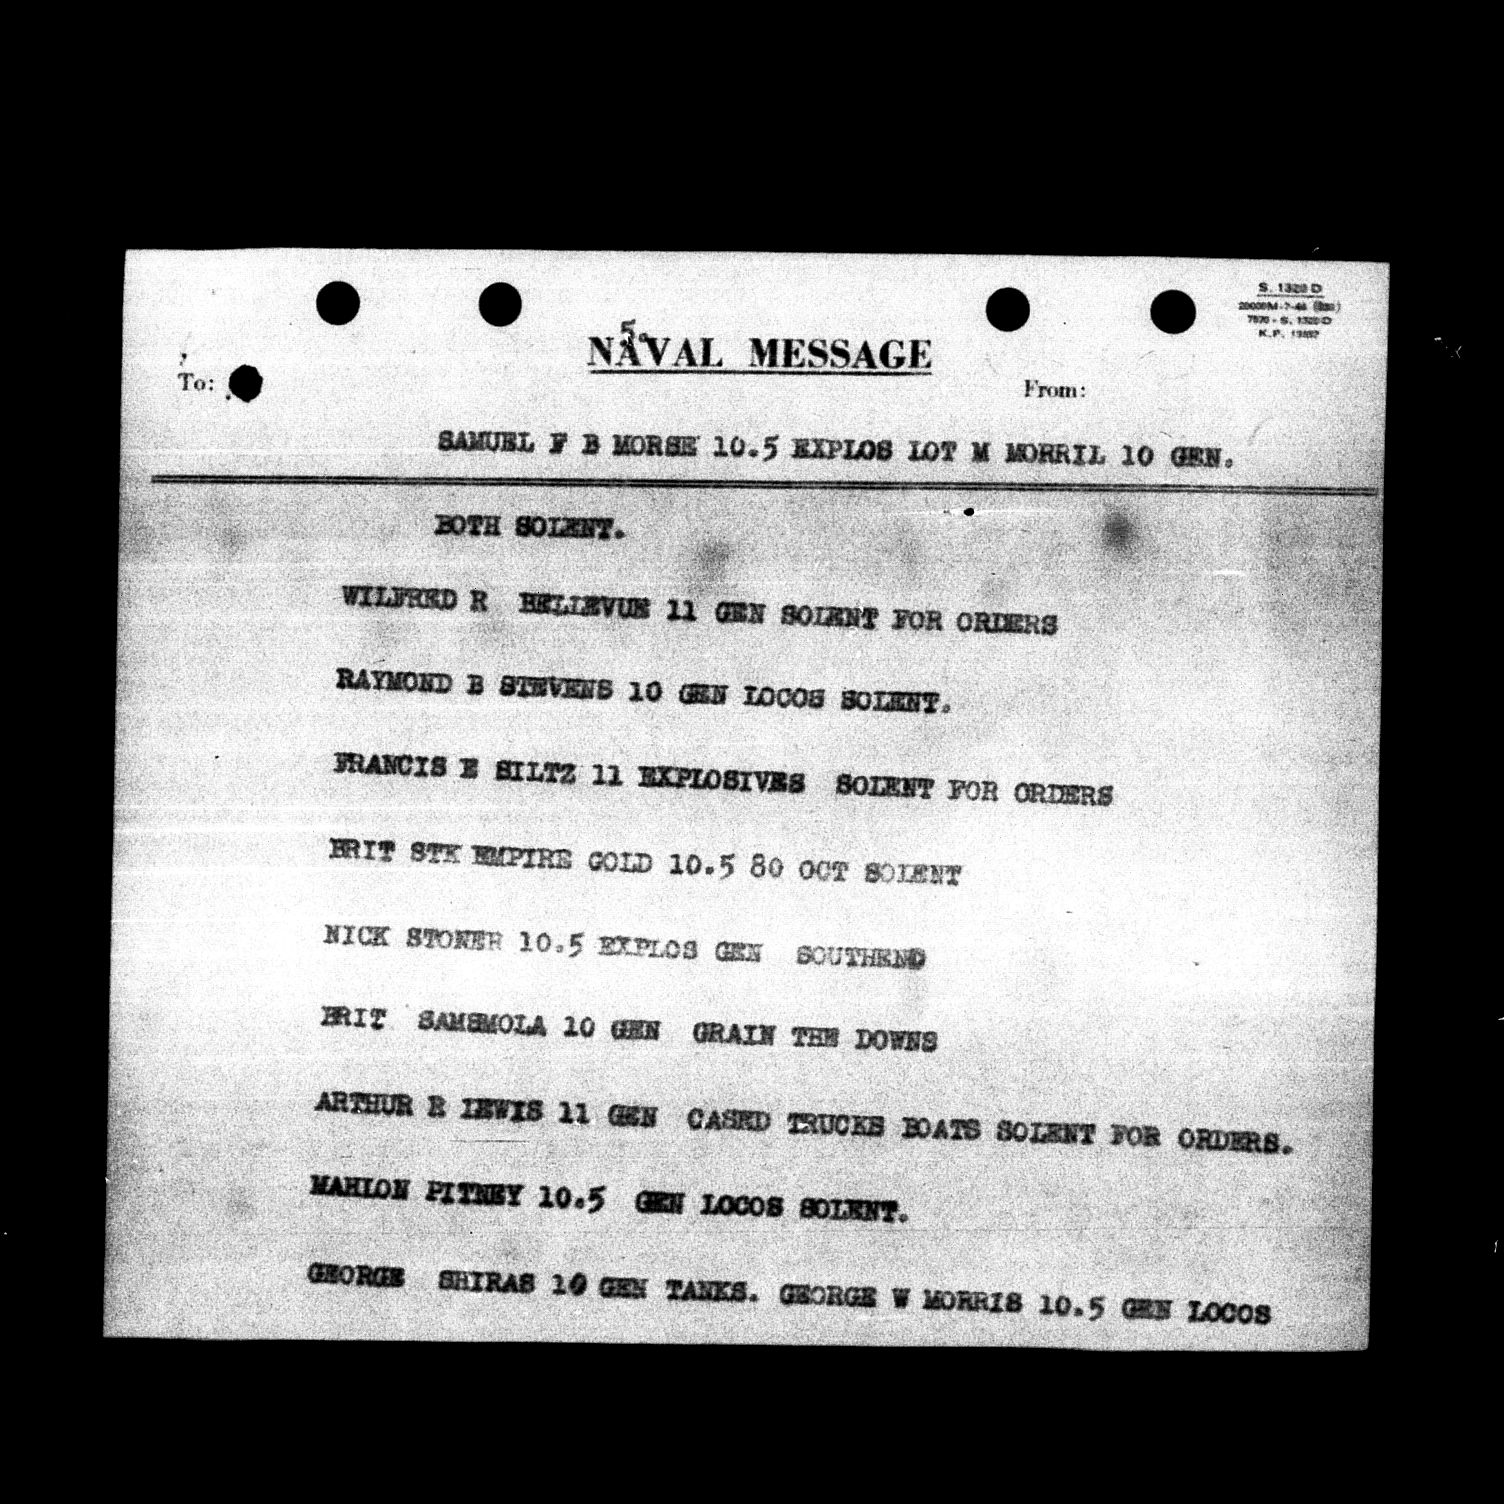 S. 1320 D
5.
NAVAL MESSAGE
To:
From:
SAMUEL F B MORSE 10.5 EXPLOS LOT M MORRIL 10 GEN.
BOTH SOLENT.
WILFRED R BELLEVUE 11 GEN SOLENT FOR ORDERS
RAYMOND B STEVENS 10 GEN LOCOS SOLENT.
FRANCIS E SILTZ 11 EXPLOSIVES SOLENT FOR ORDERS
BRIT STK EMPIRE GOLD 10.5 80 OCT SOLENT
NICK STONER 10.5 EXPLOS GEN SOUTHEND
BRIT SAMSMOLA 10 GEN GRAIN THE DOWNS
ARTHUR R LEWIS 11 GEN CASED TRUCKS BOATS SOLENT FOR ORDERS.
MAHLON PITNEY 10.5 GEN LOCOS SOLENT.
GEORGE SHIRAS 10 GEN TANKS. GEORGE W MORRIS 10.5 GEN LOCOS